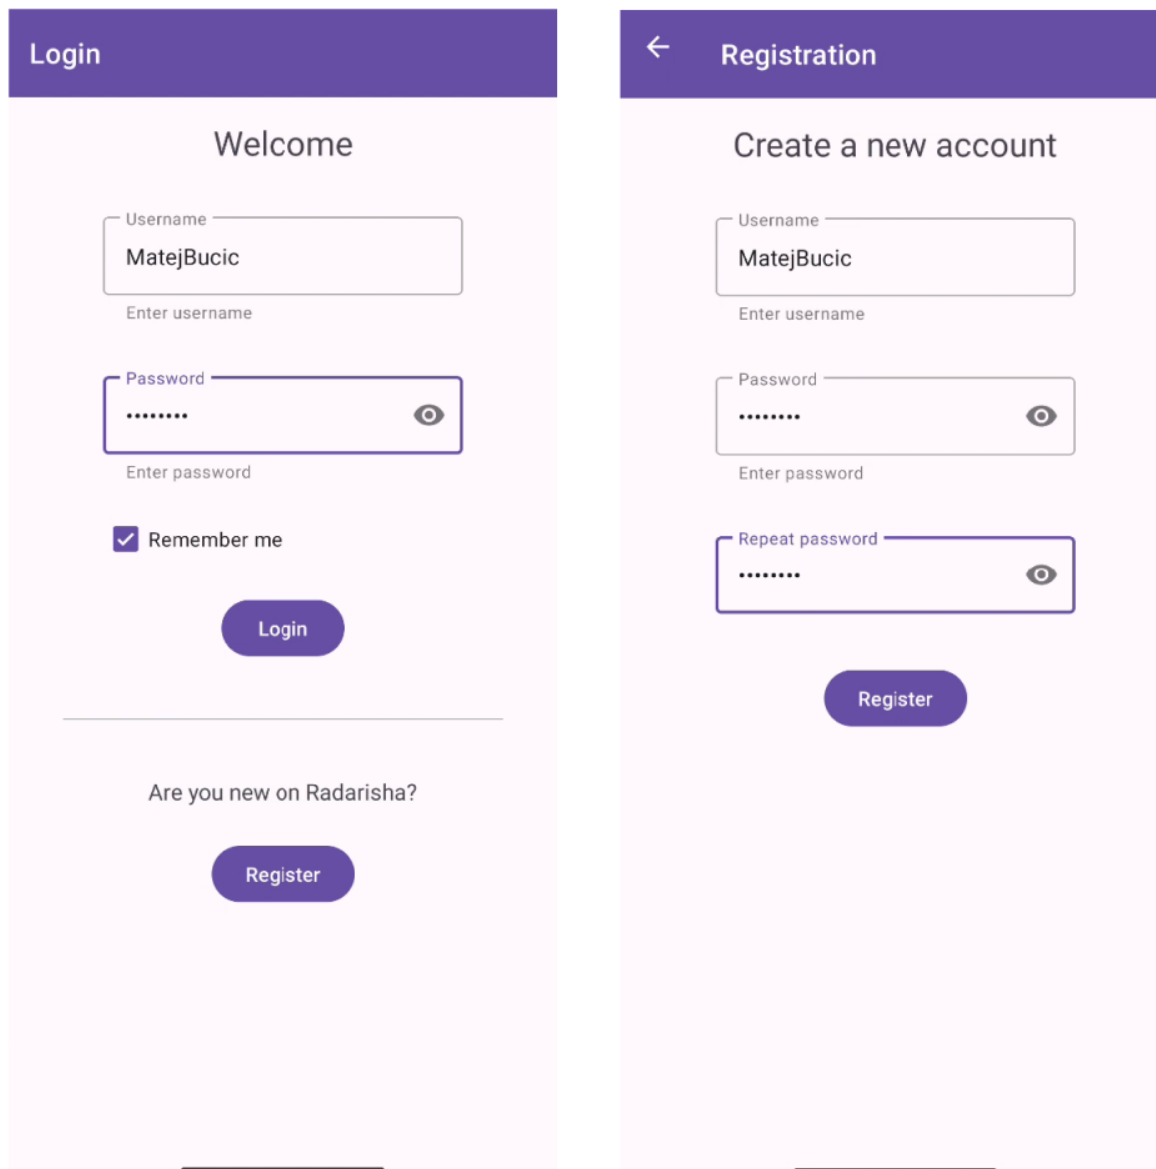 Login
Welcome
Username
MatejBucic
Enter username
Password
••••••••
Enter password
Remember me
Login
Are you new on Radarisha?
Register
Registration
Create a new account
Username
MatejBucic
Enter username
Password
••••••••
Enter password
Repeat password
••••••••
Register